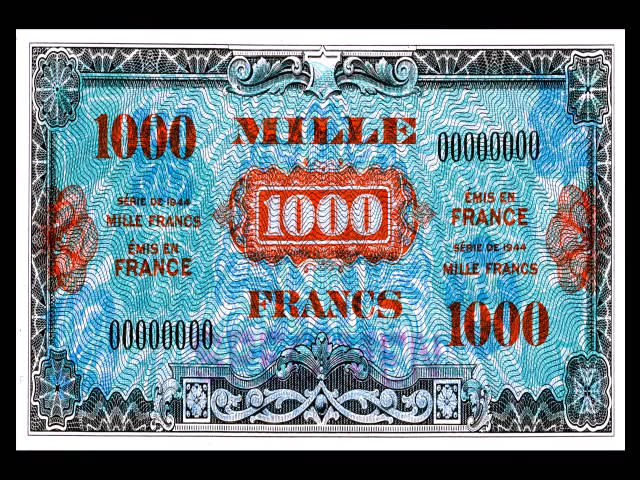 1000
MILLE
00000000
SÉRIE DE 1944
MILLE FRANCS
ÉMIS EN
FRANCE
1000
ÉMIS EN
FRANCE
SÉRIE DE 1944
MILLE FRANCS
FRANCS
00000000
1000